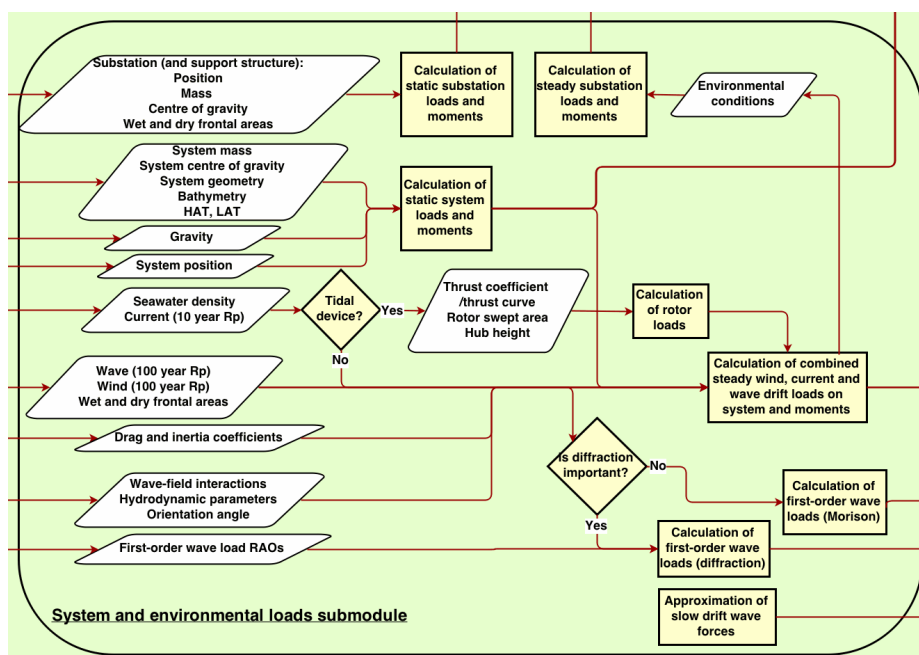 Substation (and support structure):
Position
Mass
Centre of gravity
Wet and dry frontal areas
Calculation of
static substation
loads and
moments
Calculation of
steady substation
loads and
moments
Environmental
conditions
System mass
System centre of gravity
System geometry
Bathymetry
HAT, LAT
Calculation of
static system
loads and
moments
Gravity
System position
Seawater density
Current (10 year Rp)
Tidal
device?
Yes
No
Thrust coefficient
/thrust curve
Rotor swept area
Hub height
Calculation
of rotor
loads
Wave (100 year Rp)
Wind (100 year Rp)
Wet and dry frontal areas
Calculation of combined
steady wind, current and
wave drift loads on
system and moments
Drag and inertia coefficients
Is diffraction
important?
No
Yes
Wave-field interactions
Hydrodynamic parameters
Orientation angle
Calculation of
first-order wave
loads (Morison)
First-order wave load RAOs
Calculation of
first-order wave
loads (diffraction)
Approximation of
slow drift wave
forces
System and environmental loads submodule